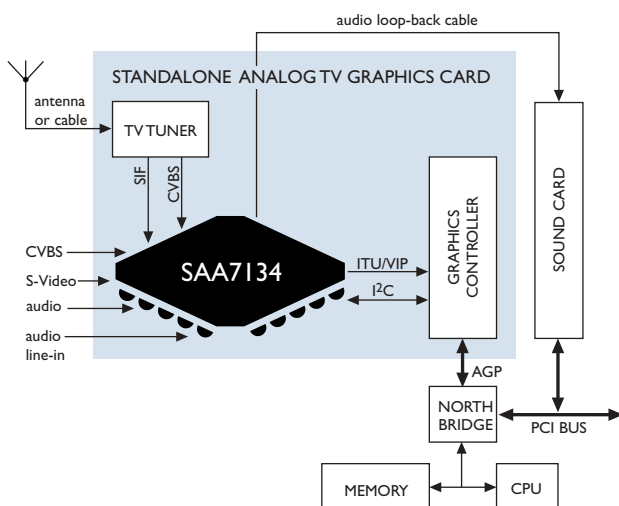 audio loop-back cable
STANDALONE ANALOG TV GRAPHICS CARD
antenna
or cable
TV TUNER
SIF
CVBS
CVBS
S-Video
audio
audio
line-in
SAA7134
ITU/VIP
I²C
GRAPHICS
CONTROLLER
SOUND CARD
AGP
NORTH
BRIDGE
PCI BUS
MEMORY
CPU